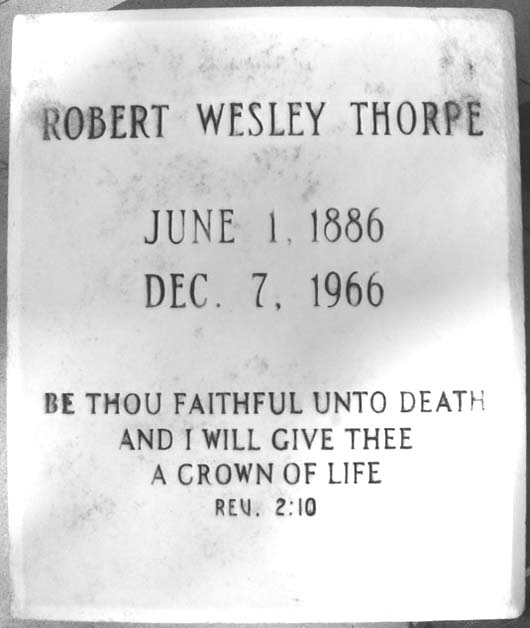 ROBERT WESLEY THORPE
JUNE 1, 1886
DEC. 7, 1966
BE THOU FAITHFUL UNTO DEATH
AND I WILL GIVE THEE
A CROWN OF LIFE
REV. 2:10